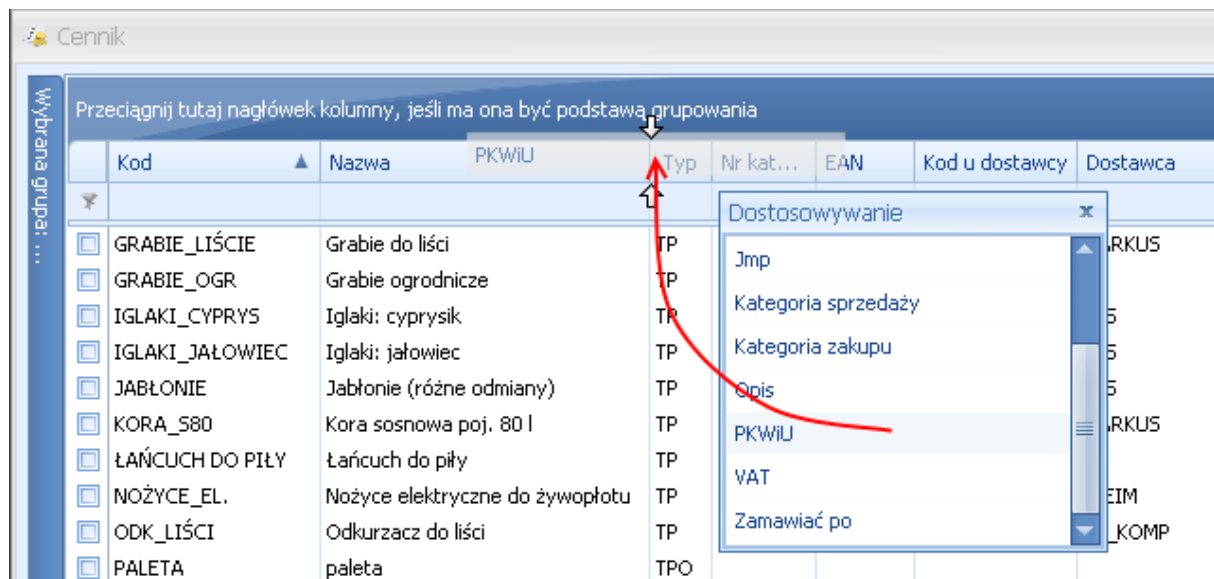 Cennik
Wybrana grupa: ...
Przeciągnij tutaj nagłówek kolumny, jeśli ma ona być podstawą grupowania
PKWiU
Kod Nazwa Typ Nr kat... EAN Kod u dostawcy Dostawca
Dostosowywanie
Jmp
Kategoria sprzedaży
Kategoria zakupu
Opis
PKWiU
VAT
Zamawiać po
GRABIE_LIŚCIE Grabie do liści TP ARKUS
GRABIE_OGR Grabie ogrodnicze TP
IGLAKI_CYPRYS Iglaki: cyprysik TP S
IGLAKI_JAŁOWIEC Iglaki: jałowiec TP S
JABŁONIE Jabłonie (różne odmiany) TP S
KORA_S80 Kora sosnowa poj. 80 l TP ARKUS
ŁAŃCUCH DO PIŁY Łańcuch do piły TP
NOŻYCE_EL. Nożyce elektryczne do żywopłotu TP EIM
ODK_LIŚCI Odkurzacz do liści TP _KOMP
PALETA paleta TPO